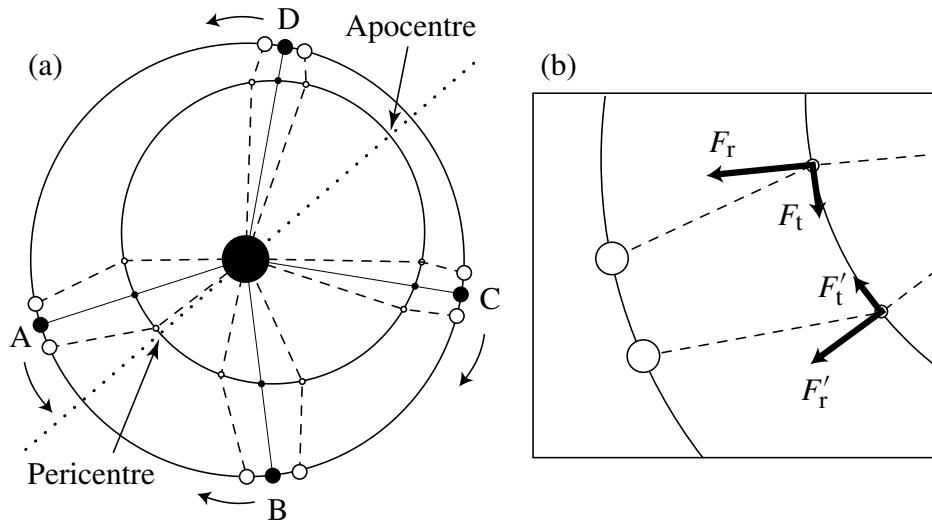 (a)
D
Apocentre
A
C
Pericentre
B
(b)
F_r
F_t
F_t′
F_r′